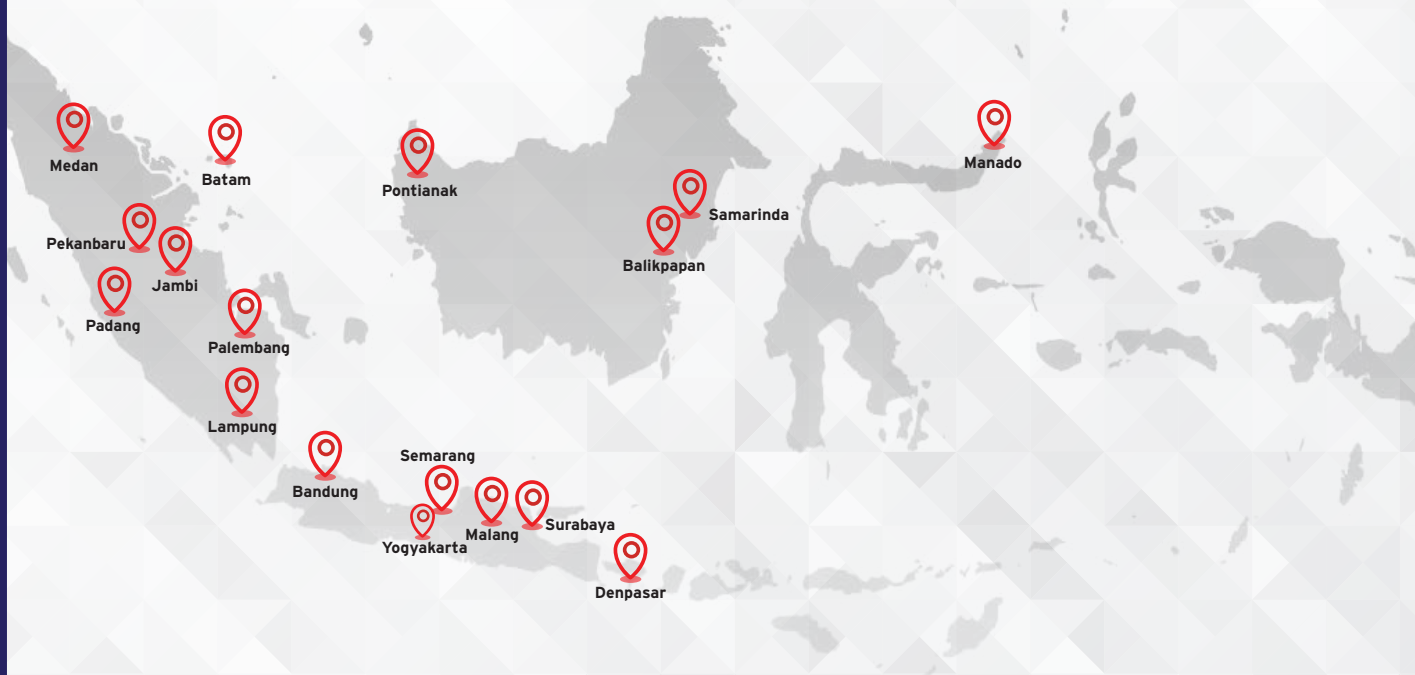 Medan
Batam
Manado
Pontianak
Samarinda
Pekanbaru
Balikpapan
Jambi
Padang
Palembang
Lampung
Semarang
Bandung
Surabaya
Malang
Yogyakarta
Denpasar